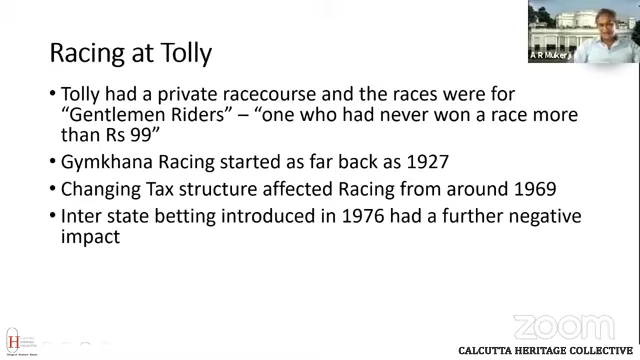 Racing at Tolly
• Tolly had a private racecourse and the races were for
“Gentlemen Riders” – “one who had never won a race more
than Rs 99”
• Gymkhana Racing started as far back as 1927
• Changing Tax structure affected Racing from around 1969
• Inter state betting introduced in 1976 had a further negative
impact
A R Mukerji
zoom
CALCUTTA HERITAGE COLLECTIVE
H